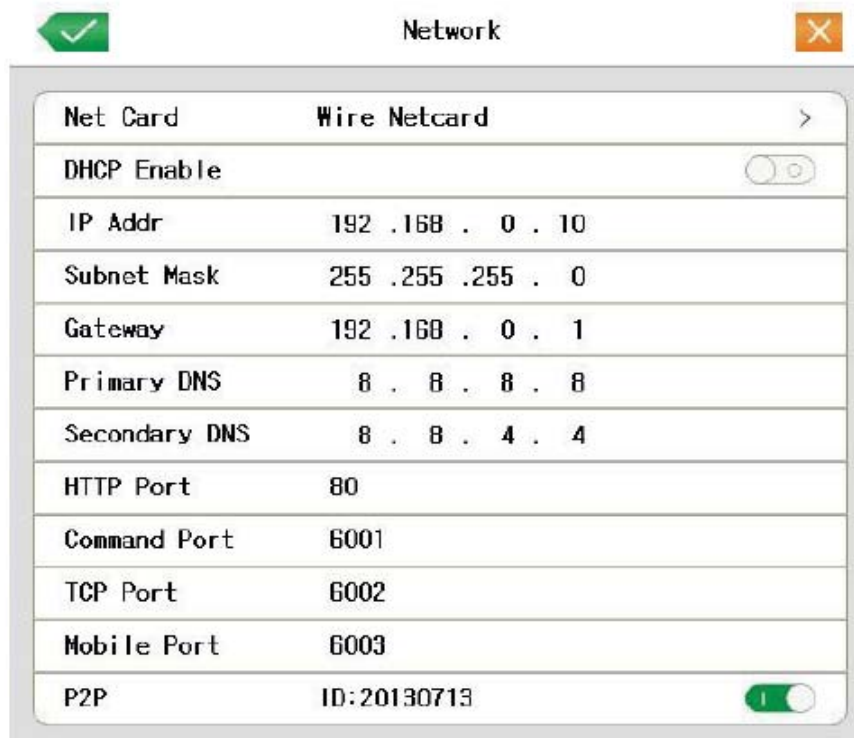 Network
Net Card Wire Netcard >
DHCP Enable
IP Addr 192 .168 . 0 . 10
Subnet Mask 255 .255 .255 . 0
Gateway 192 .168 . 0 . 1
Primary DNS 8 . 8 . 8 . 8
Secondary DNS 8 . 8 . 4 . 4
HTTP Port 80
Command Port 6001
TCP Port 6002
Mobile Port 6003
P2P ID:20130713